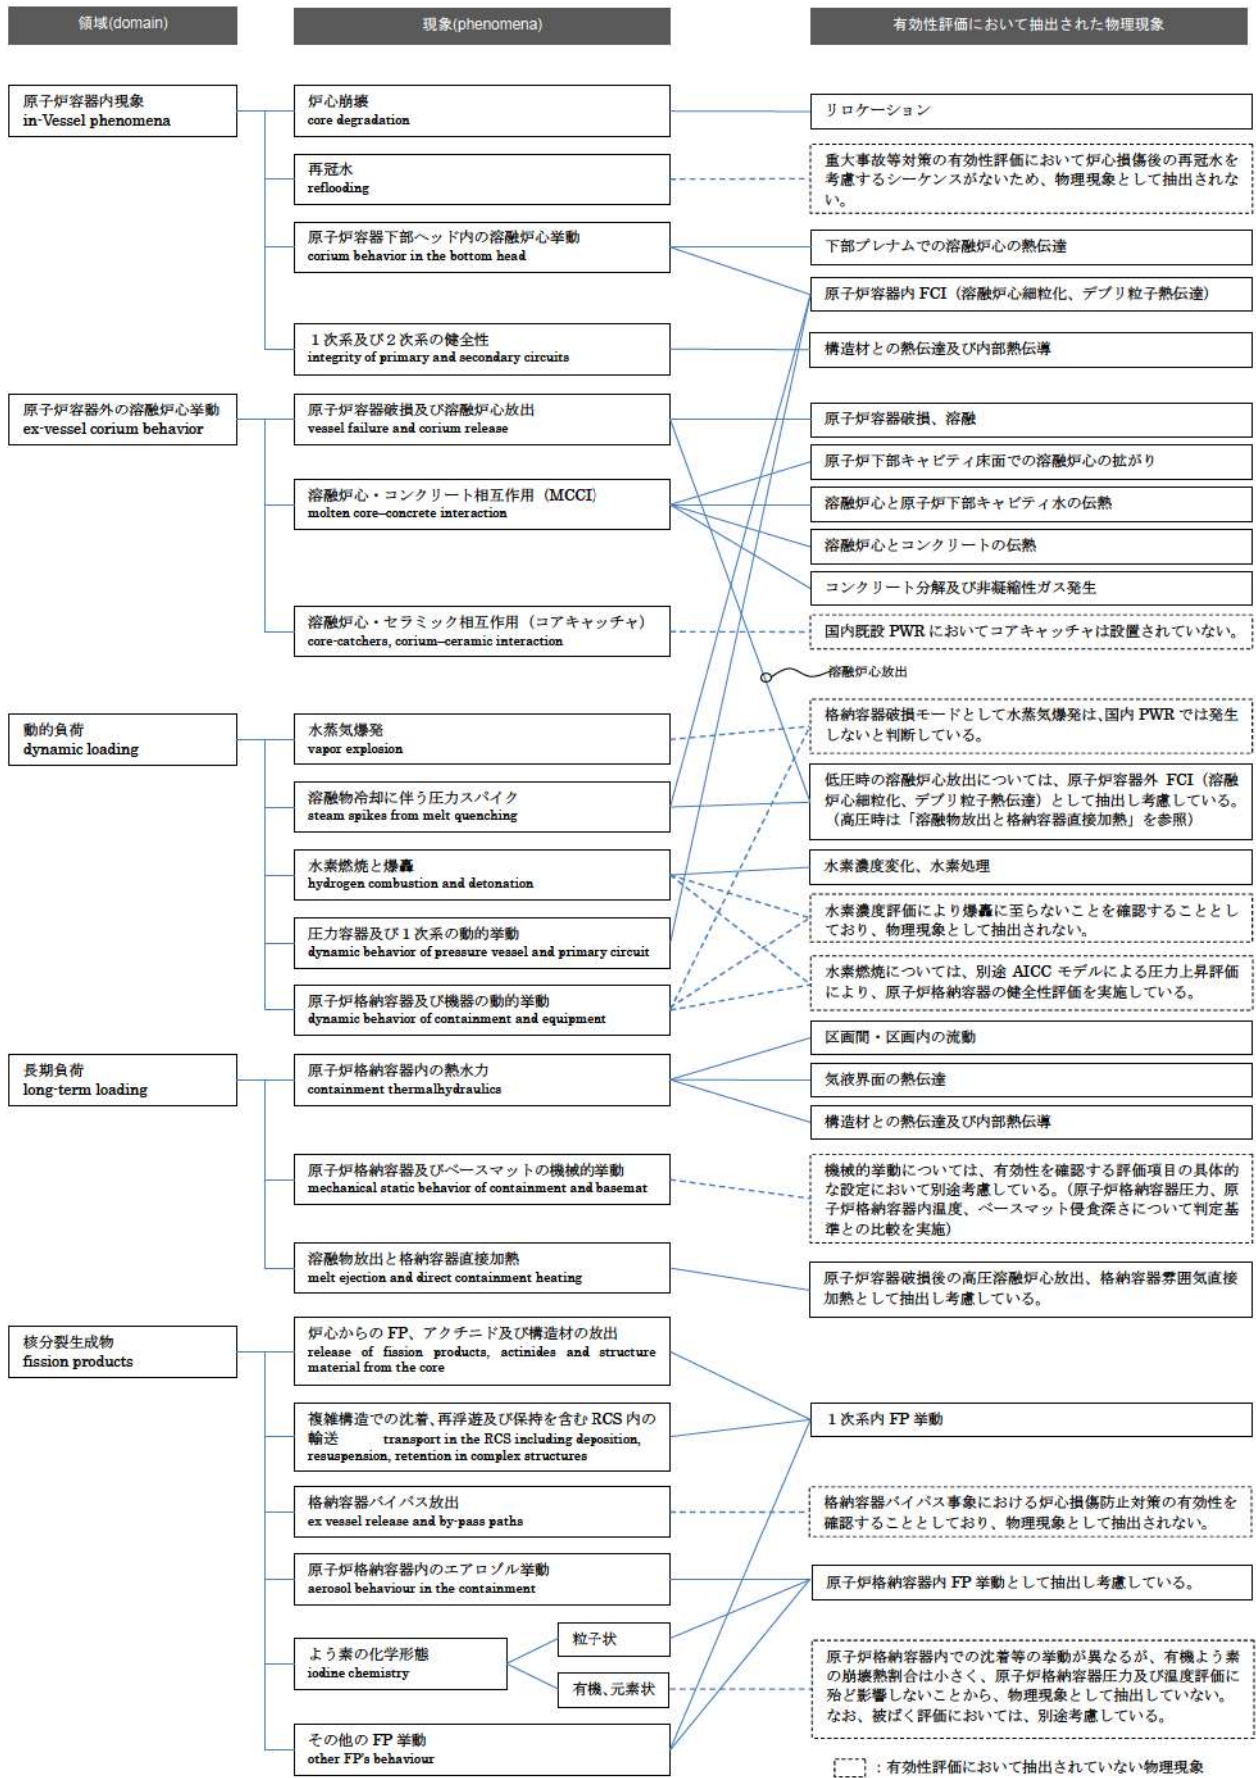 領域(domain)
現象(phenomena)
有効性評価において抽出された物理現象
原子炉容器内現象
in-Vessel phenomena
炉心崩壊
core degradation
リロケーション
再冠水
reflooding
重大事故等対策の有効性評価において炉心損傷後の再冠水を
考慮するシーケンスがないため、物理現象として抽出されな
い。
原子炉容器下部ヘッド内の溶融炉心挙動
corium behavior in the bottom head
下部プレナムでの溶融炉心の熱伝達
原子炉容器内 FCI（溶融炉心細粒化、デブリ粒子熱伝達）
１次系及び２次系の健全性
integrity of primary and secondary circuits
構造材との熱伝達及び内部熱伝導
原子炉容器外の溶融炉心挙動
ex-vessel corium behavior
原子炉容器破損及び溶融炉心放出
vessel failure and corium release
原子炉容器破損、溶融
原子炉下部キャビティ床面での溶融炉心の拡がり
溶融炉心・コンクリート相互作用（MCCI）
molten core–concrete interaction
溶融炉心と原子炉下部キャビティ水の伝熱
溶融炉心とコンクリートの伝熱
コンクリート分解及び非凝縮性ガス発生
溶融炉心・セラミック相互作用（コアキャッチャ）
core-catchers, corium–ceramic interaction
国内既設 PWR においてコアキャッチャは設置されていない。
溶融炉心放出
動的負荷
dynamic loading
水蒸気爆発
vapor explosion
格納容器破損モードとして水蒸気爆発は、国内 PWR では発生
しないと判断している。
溶融物冷却に伴う圧力スパイク
steam spikes from melt quenching
低圧時の溶融炉心放出については、原子炉容器外 FCI（溶融
炉心細粒化、デブリ粒子熱伝達）として抽出し考慮している。
（高圧時は「溶融物放出と格納容器直接加熱」を参照）
水素燃焼と爆轟
hydrogen combustion and detonation
水素濃度変化、水素処理
水素濃度評価により爆轟に至らないことを確認することとし
ており、物理現象として抽出されない。
圧力容器及び１次系の動的挙動
dynamic behavior of pressure vessel and primary circuit
水素燃焼については、別途 AICC モデルによる圧力上昇評価
により、原子炉格納容器の健全性評価を実施している。
原子炉格納容器及び機器の動的挙動
dynamic behavior of containment and equipment
区画間・区画内の流動
長期負荷
long-term loading
原子炉格納容器内の熱水力
containment thermalhydraulics
気液界面の熱伝達
構造材との熱伝達及び内部熱伝導
原子炉格納容器及びベースマットの機械的挙動
mechanical static behavior of containment and basemat
機械的挙動については、有効性を確認する評価項目の具体的
な設定において別途考慮している。（原子炉格納容器圧力、原
子炉格納容器内温度、ベースマット侵食深さについて判定基
準との比較を実施）
溶融物放出と格納容器直接加熱
melt ejection and direct containment heating
原子炉容器破損後の高圧溶融炉心放出、格納容器雰囲気直接
加熱として抽出し考慮している。
核分裂生成物
fission products
炉心からの FP、アクチニド及び構造材の放出
release of fission products, actinides and structure
material from the core
複雑構造での沈着、再浮遊及び保持を含む RCS 内の
輸送 transport in the RCS including deposition,
resuspension, retention in complex structures
１次系内 FP 挙動
格納容器バイパス放出
ex vessel release and by-pass paths
格納容器バイパス事象における炉心損傷防止対策の有効性を
確認することとしており、物理現象として抽出されない。
原子炉格納容器内のエアロゾル挙動
aerosol behaviour in the containment
原子炉格納容器内 FP 挙動として抽出し考慮している。
よう素の化学形態
iodine chemistry
粒子状
有機、元素状
原子炉格納容器内での沈着等の挙動が異なるが、有機よう素
の崩壊熱割合は小さく、原子炉格納容器圧力及び温度評価に
殆ど影響しないことから、物理現象として抽出していない。
なお、被ばく評価においては、別途考慮している。
その他の FP 挙動
other FP's behaviour
：有効性評価において抽出されていない物理現象